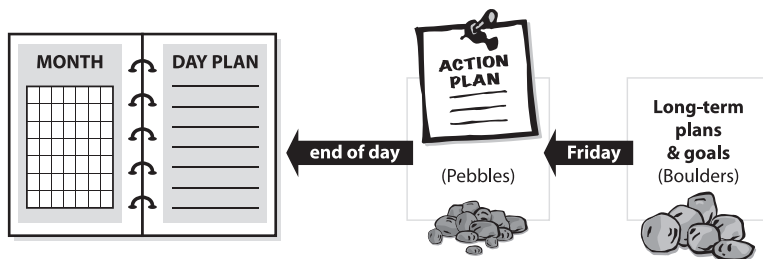 MONTH
DAY PLAN
end of day
ACTION
PLAN
(Pebbles)
Friday
Long-term
plans
& goals
(Boulders)